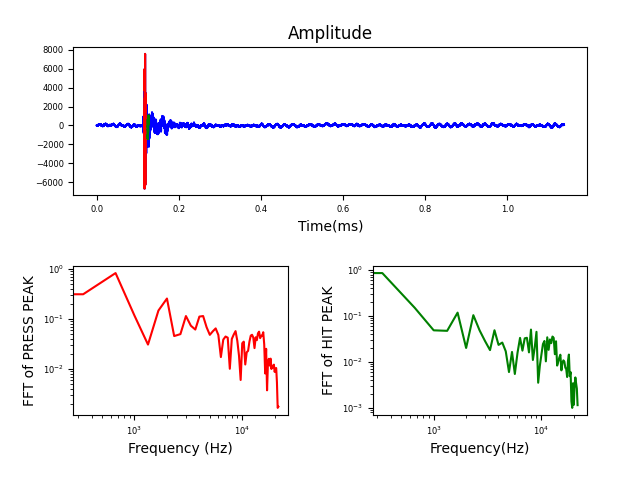 Amplitude
8000
6000
4000
2000
0
−2000
−4000
−6000
0.0 0.2 0.4 0.6 0.8 1.0
Time(ms)
FFT of PRESS PEAK
10⁰
10⁻¹
10⁻²
10³ 10⁴
Frequency (Hz)
FFT of HIT PEAK
10⁰
10⁻¹
10⁻²
10⁻³
10³ 10⁴
Frequency(Hz)